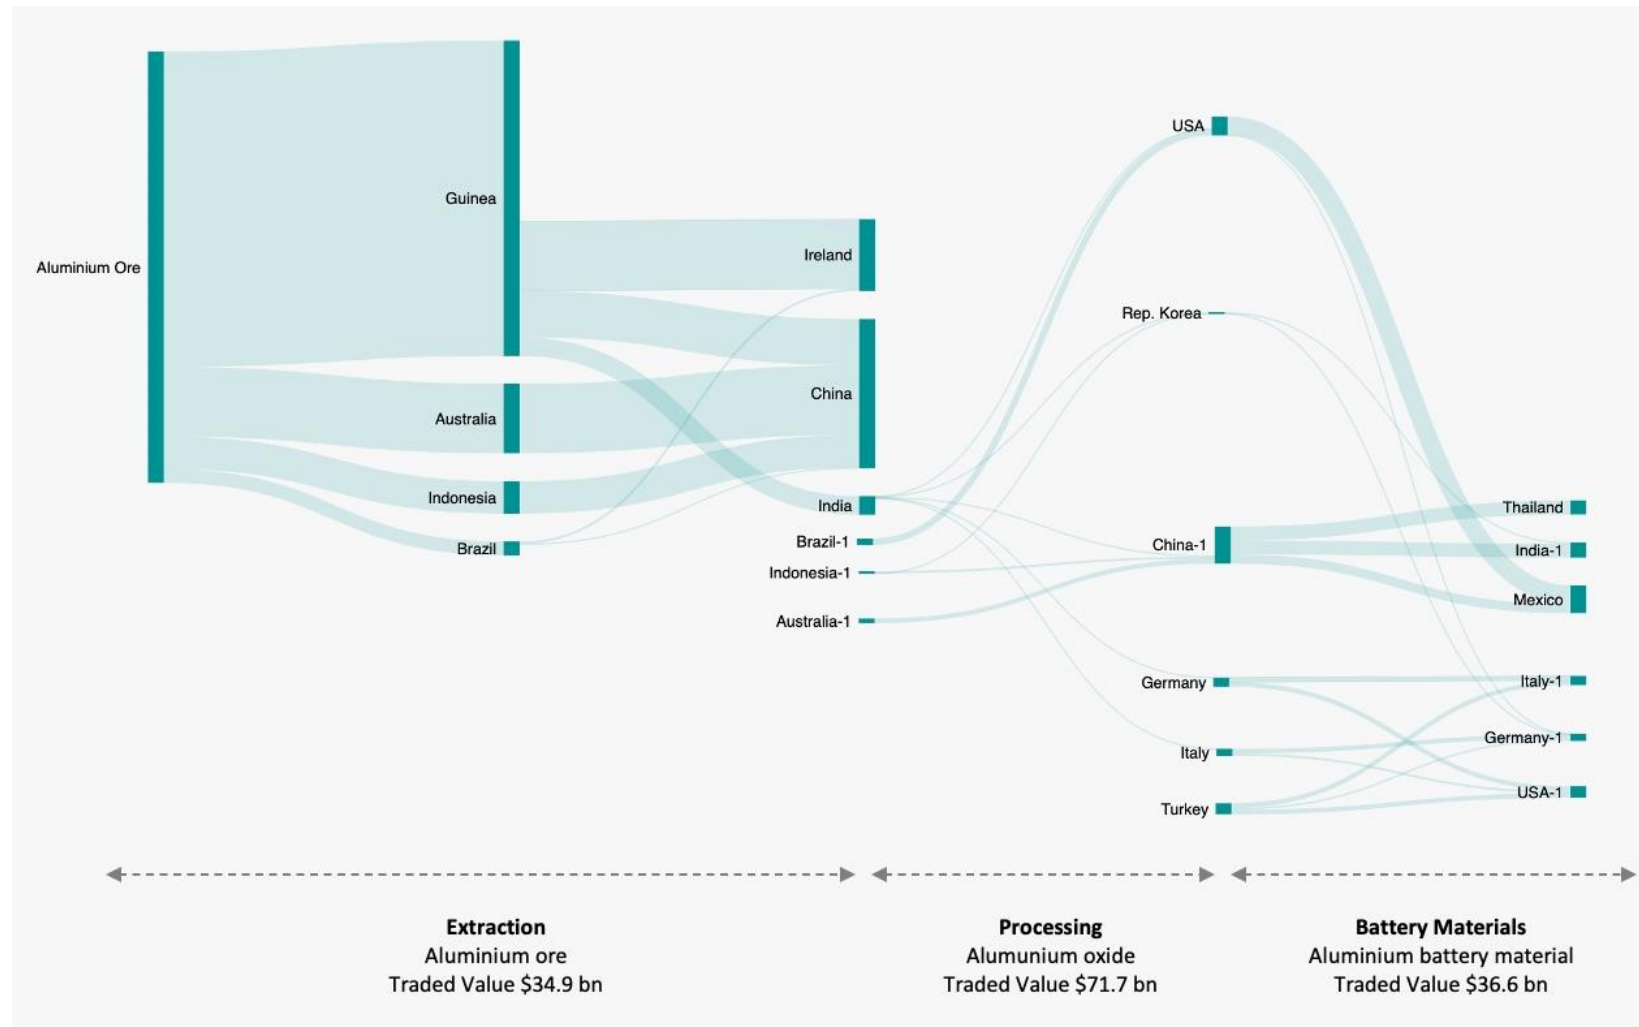 Aluminium Ore
Guinea
Australia
Indonesia
Brazil
Ireland
China
India
Brazil-1
Indonesia-1
Australia-1
USA
Rep. Korea
China-1
Germany
Italy
Turkey
Thailand
India-1
Mexico
Italy-1
Germany-1
USA-1
Extraction
Aluminium ore
Traded Value $34.9 bn
Processing
Alumunium oxide
Traded Value $71.7 bn
Battery Materials
Aluminium battery material
Traded Value $36.6 bn